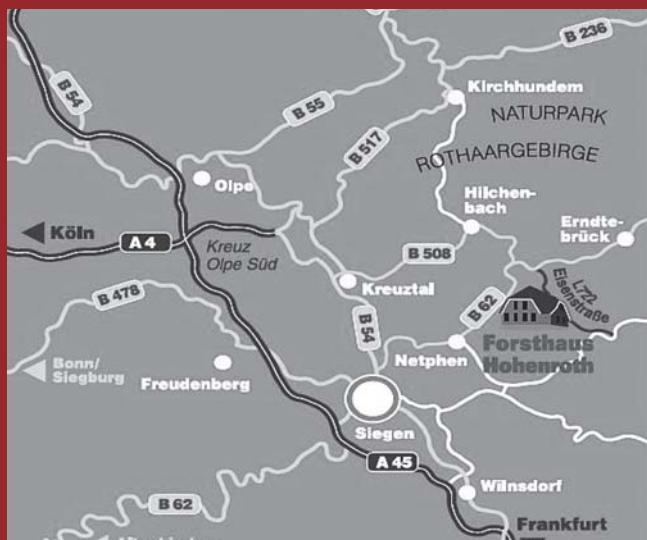 B 236
B 54
B 55
Kirchhundem
NATURPARK
B 517
ROTHAARGEBIRGE
Olpe
Hilchen-
bach
Erndte-
brück
Köln
A 4
Kreuz
Olpe Süd
B 508
Kreuztal
L722
Eisenstraße
B 478
B 62
B 54
Forsthaus
Hohenroth
Netphen
Bonn/
Siegburg
Freudenberg
Siegen
A 45
Wilnsdorf
B 62
Frankfurt